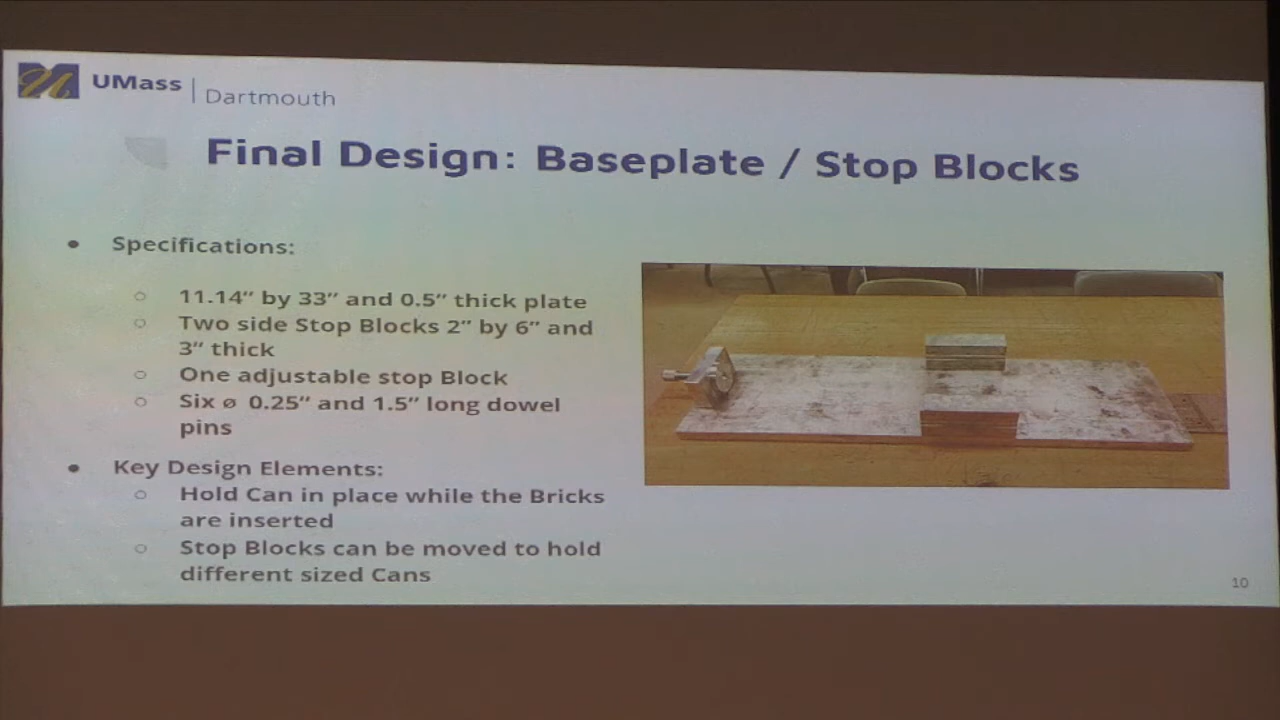 UMass | Dartmouth
Final Design: Baseplate / Stop Blocks
● Specifications:
○ 11.14” by 33” and 0.5” thick plate
○ Two side Stop Blocks 2” by 6” and
3” thick
○ One adjustable stop Block
○ Six ø 0.25” and 1.5” long dowel
pins
● Key Design Elements:
○ Hold Can in place while the Bricks
are inserted
○ Stop Blocks can be moved to hold
different sized Cans
10